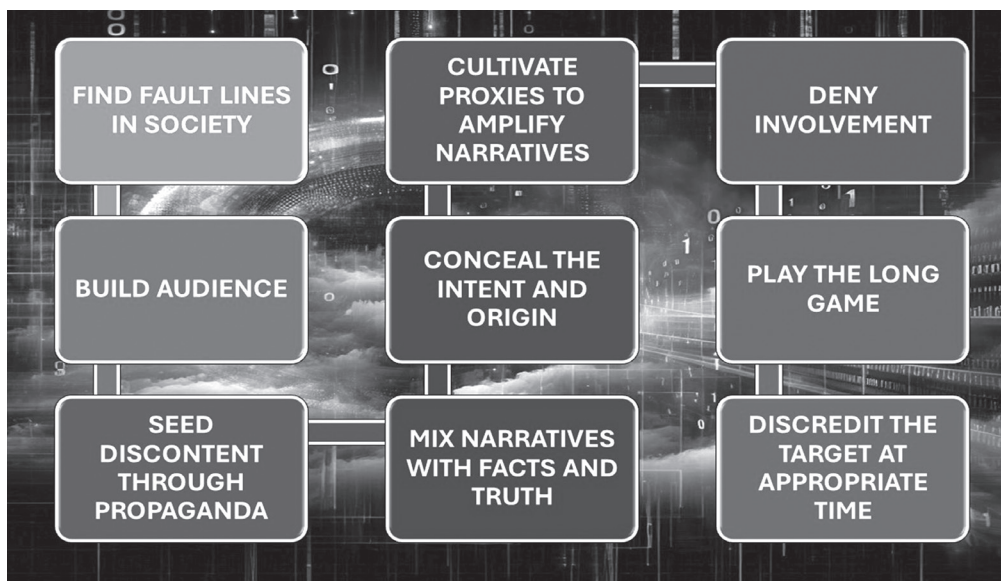 FIND FAULT LINES
IN SOCIETY
BUILD AUDIENCE
SEED
DISCONTENT
THROUGH
PROPAGANDA
MIX NARRATIVES
WITH FACTS AND
TRUTH
CONCEAL THE
INTENT AND
ORIGIN
CULTIVATE
PROXIES TO
AMPLIFY
NARRATIVES
DENY
INVOLVEMENT
PLAY THE LONG
GAME
DISCREDIT THE
TARGET AT
APPROPRIATE
TIME